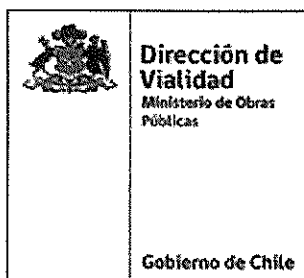 Dirección de
Vialidad
Ministerio de Obras
Públicas
Gobierno de Chile